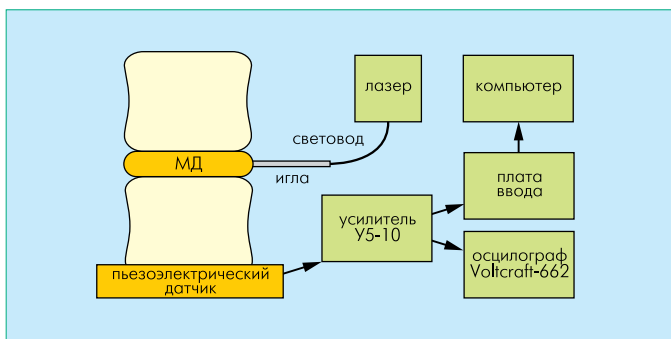 лазер
компьютер
световод
МД
игла
плата
ввода
усилитель
У5-10
осцилограф
Voltcraft-662
пьезоэлектрический
датчик